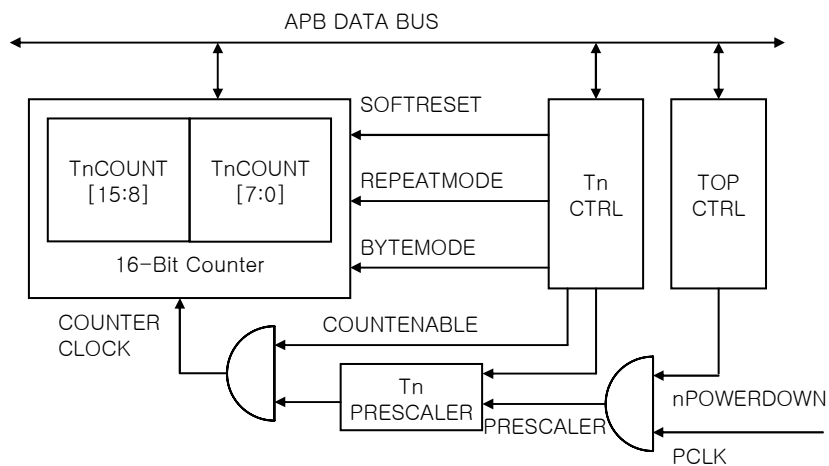 APB DATA BUS
SOFTRESET
TnCOUNT
[15:8]
TnCOUNT
[7:0]
REPEATMODE
Tn
CTRL
TOP
CTRL
BYTEMODE
16-Bit Counter
COUNTER
CLOCK
COUNTENABLE
Tn
PRESCALER
PRESCALER
nPOWERDOWN
PCLK